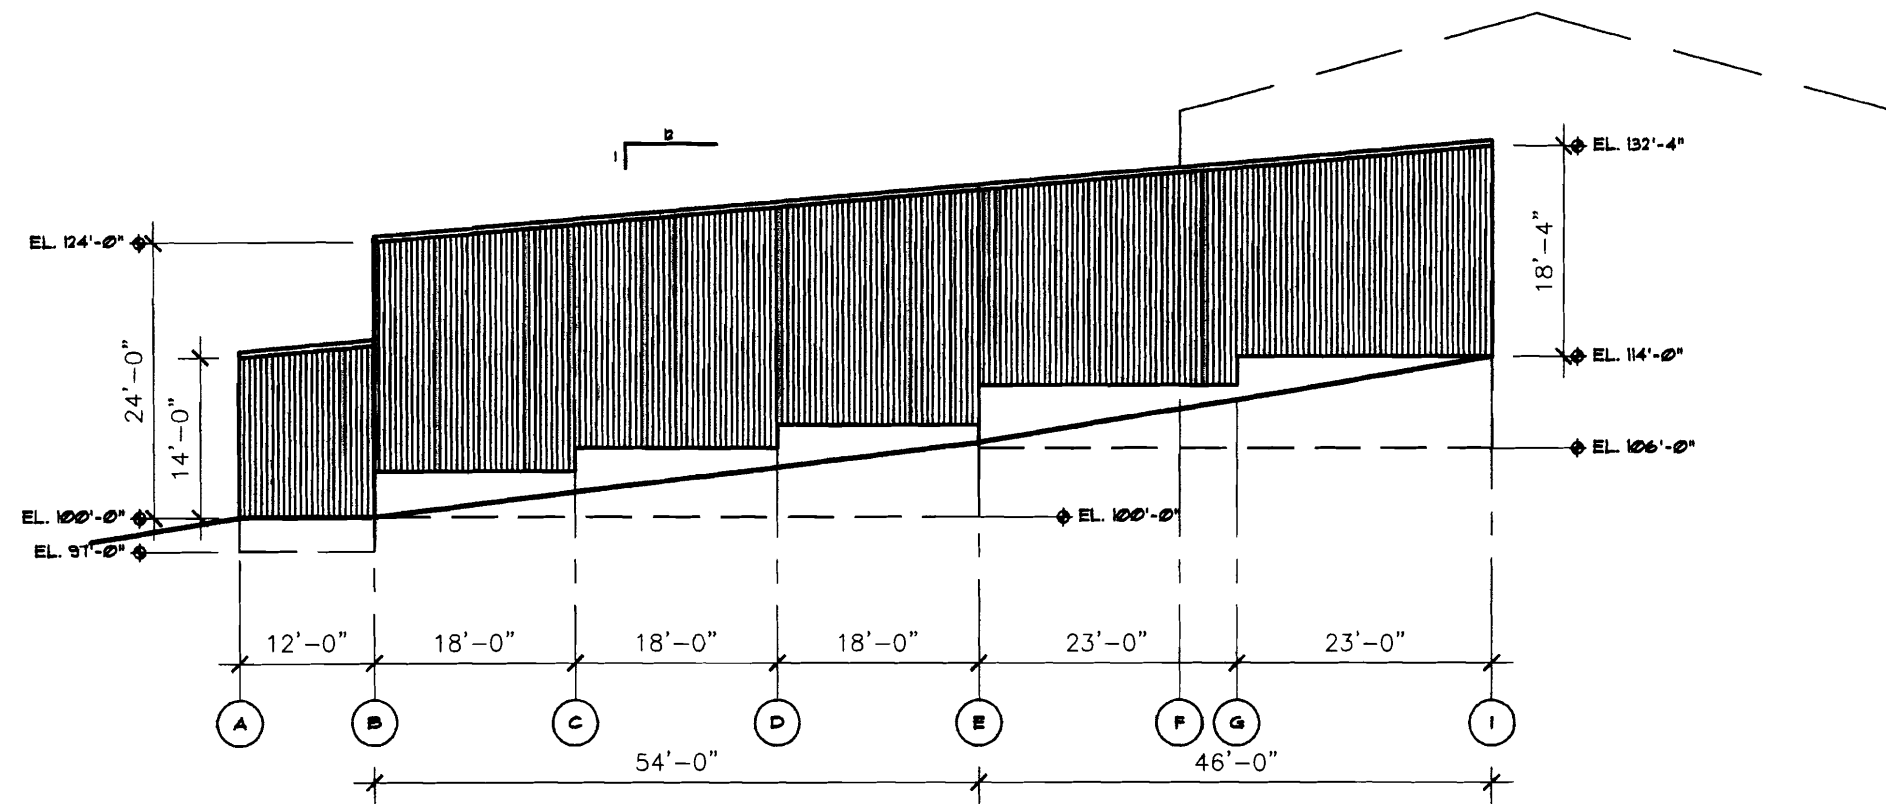 12
1
EL. 132'-4"
EL. 124'-0"
18'-4"
24'-0"
14'-0"
EL. 114'-0"
EL. 106'-0"
EL. 100'-0"
EL. 100'-0"
EL. 97'-0"
12'-0"
18'-0"
18'-0"
18'-0"
23'-0"
23'-0"
A
B
C
D
E
F
G
I
54'-0"
46'-0"